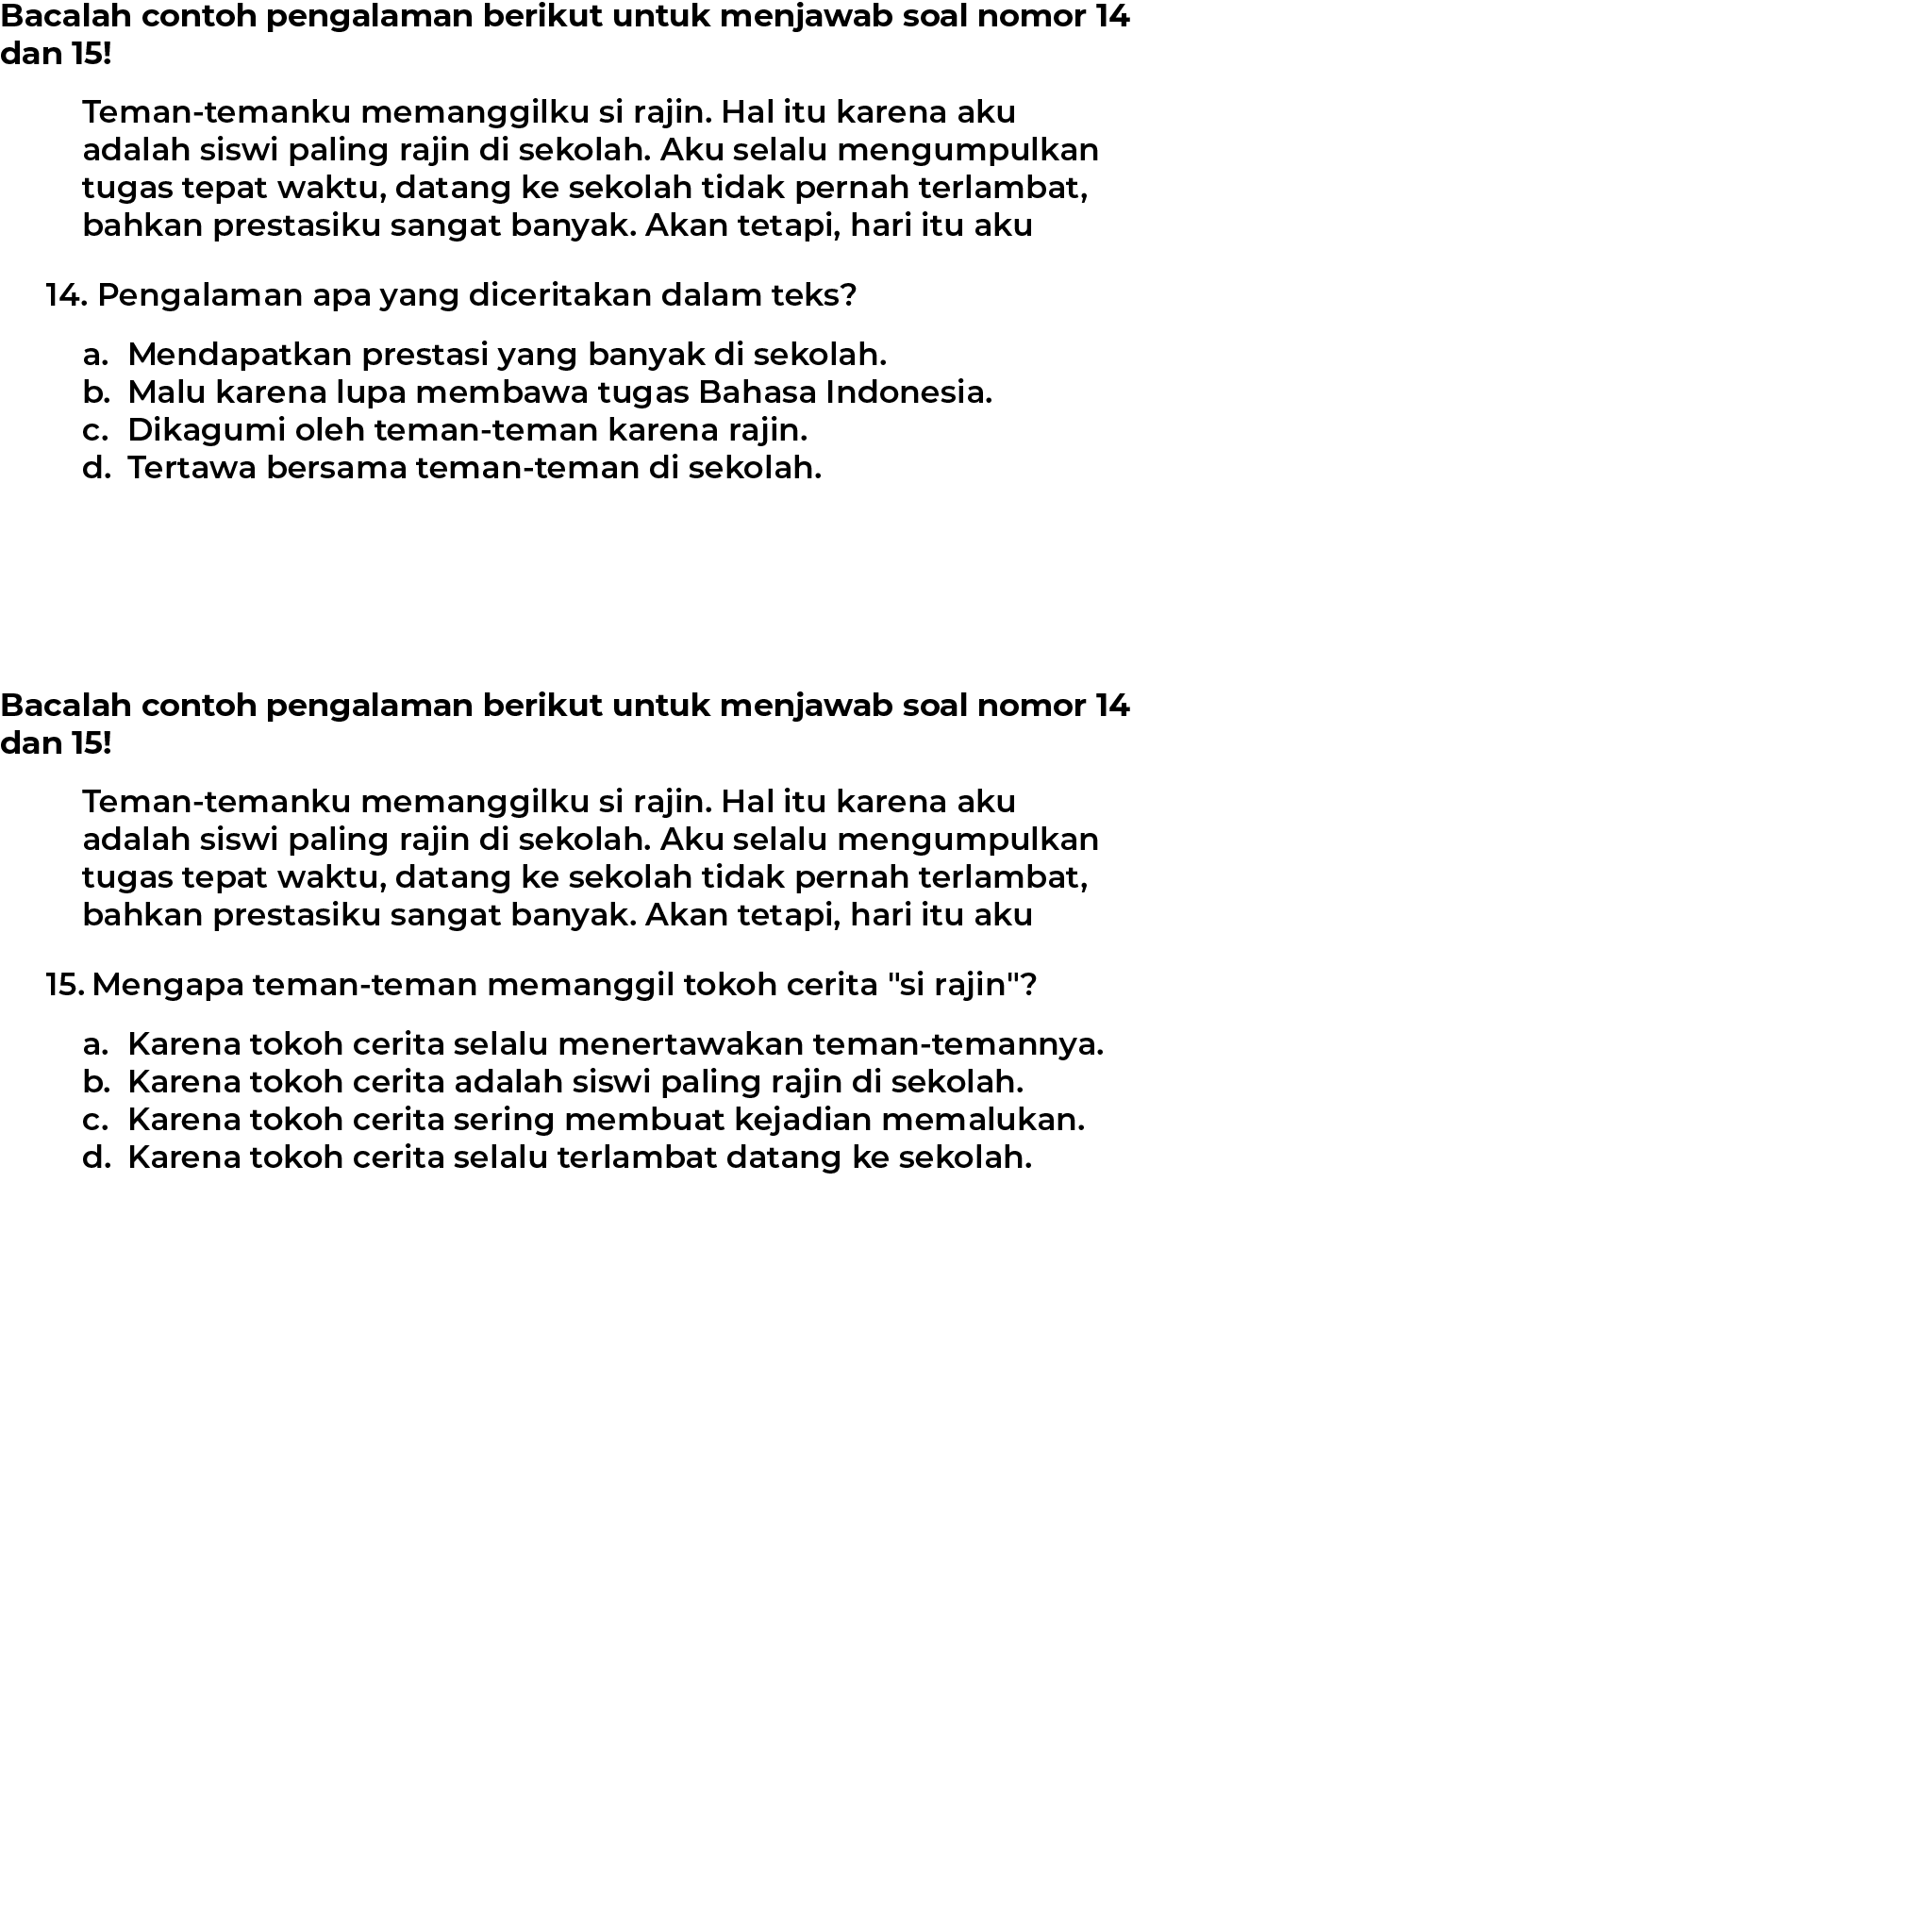 Bacalah contoh pengalaman berikut untuk menjawab soal nomor 14
dan 15!
Teman-temanku memanggilku si rajin. Hal itu karena aku
adalah siswi paling rajin di sekolah. Aku selalu mengumpulkan
tugas tepat waktu, datang ke sekolah tidak pernah terlambat,
bahkan prestasiku sangat banyak. Akan tetapi, hari itu aku
14. Pengalaman apa yang diceritakan dalam teks?
a. Mendapatkan prestasi yang banyak di sekolah.
b. Malu karena lupa membawa tugas Bahasa Indonesia.
c. Dikagumi oleh teman-teman karena rajin.
d. Tertawa bersama teman-teman di sekolah.
Bacalah contoh pengalaman berikut untuk menjawab soal nomor 14
dan 15!
Teman-temanku memanggilku si rajin. Hal itu karena aku
adalah siswi paling rajin di sekolah. Aku selalu mengumpulkan
tugas tepat waktu, datang ke sekolah tidak pernah terlambat,
bahkan prestasiku sangat banyak. Akan tetapi, hari itu aku
15. Mengapa teman-teman memanggil tokoh cerita "si rajin"?
a. Karena tokoh cerita selalu menertawakan teman-temannya.
b. Karena tokoh cerita adalah siswi paling rajin di sekolah.
c. Karena tokoh cerita sering membuat kejadian memalukan.
d. Karena tokoh cerita selalu terlambat datang ke sekolah.